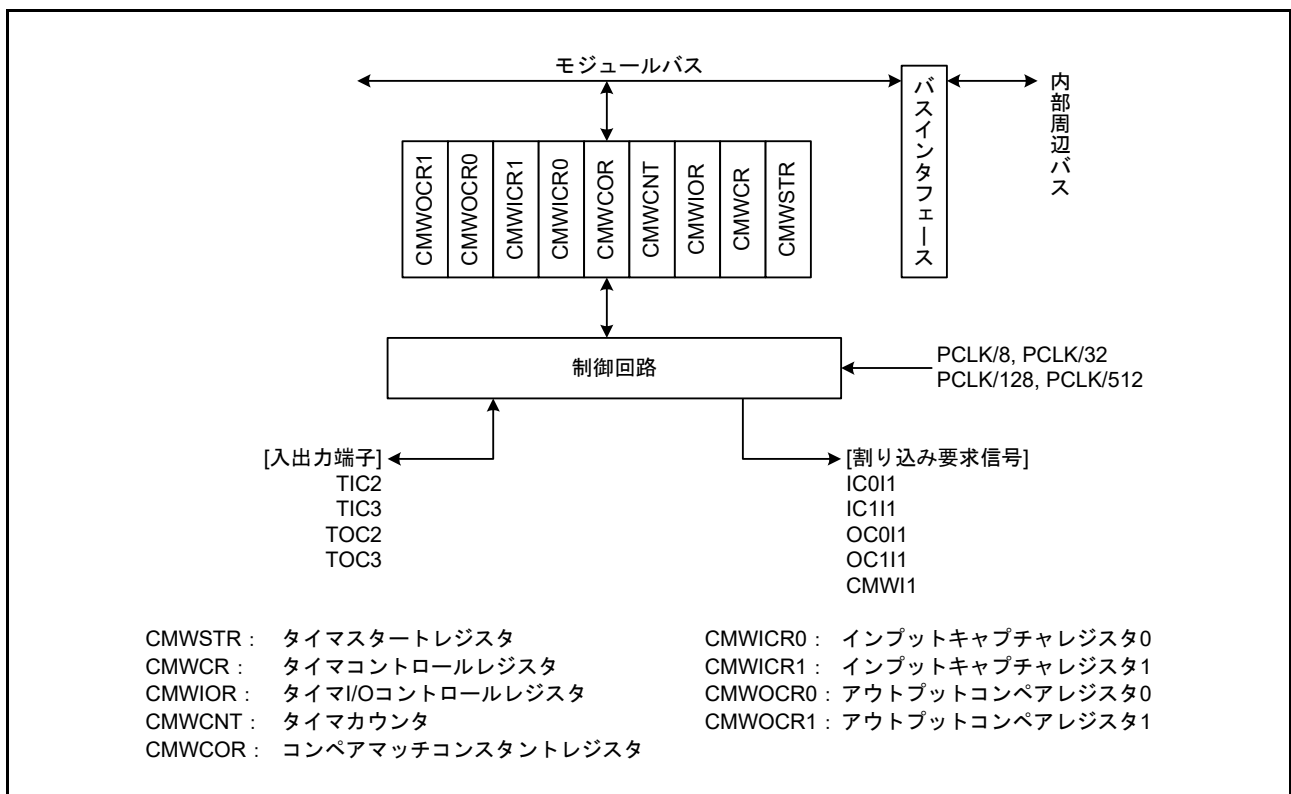 モジュールバス
バスインタフェース
内部周辺バス
CMWOCR1
CMWOCR0
CMWICR1
CMWICR0
CMWCOR
CMWCNT
CMWIOR
CMWCR
CMWSTR
制御回路
PCLK/8, PCLK/32
PCLK/128, PCLK/512
[入出力端子]
TIC2
TIC3
TOC2
TOC3
[割り込み要求信号]
IC0I1
IC1I1
OC0I1
OC1I1
CMWI1
CMWSTR： タイマスタートレジスタ
CMWCR： タイマコントロールレジスタ
CMWIOR： タイマI/Oコントロールレジスタ
CMWCNT： タイマカウンタ
CMWCOR： コンペアマッチコンスタントレジスタ
CMWICR0： インプットキャプチャレジスタ0
CMWICR1： インプットキャプチャレジスタ1
CMWOCR0： アウトプットコンペアレジスタ0
CMWOCR1： アウトプットコンペアレジスタ1